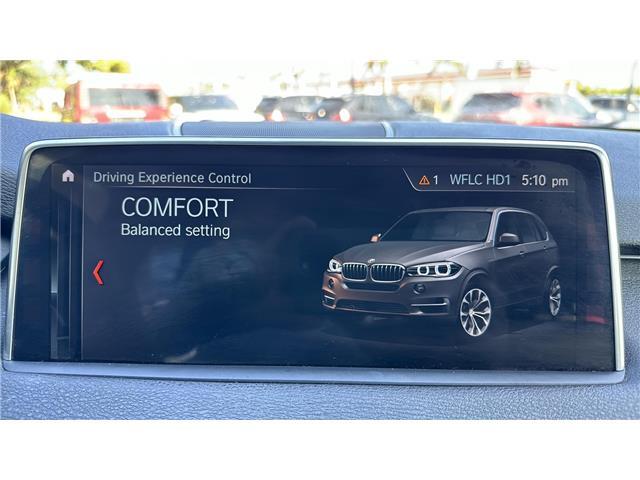 Driving Experience Control
1 WFLC HD1 5:10 pm
COMFORT
Balanced setting